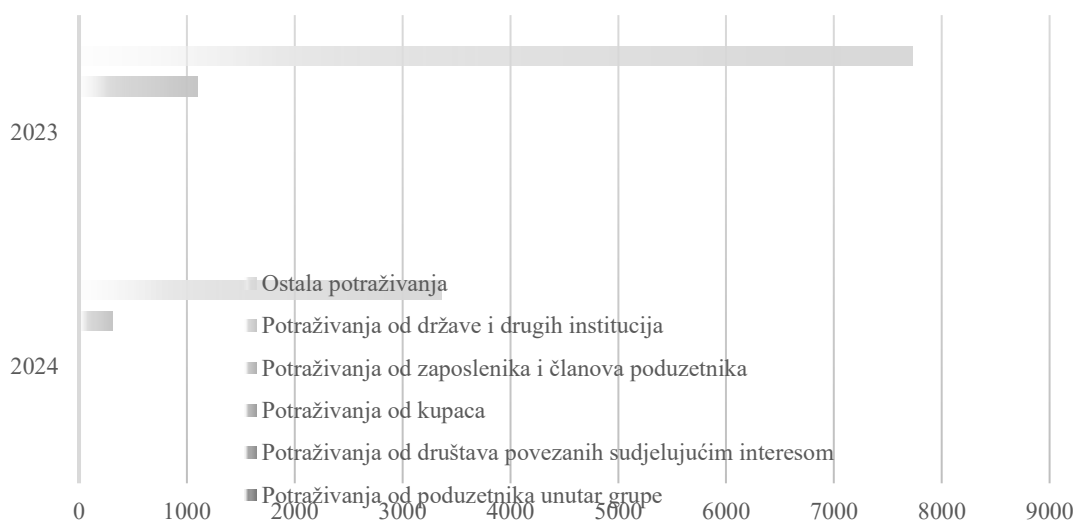 2023
Ostala potraživanja
Potraživanja od države i drugih institucija
2024
Potraživanja od zaposlenika i članova poduzetnika
Potraživanja od kupaca
Potraživanja od društava povezanih sudjelujućim interesom
Potraživanja od poduzetnika unutar grupe
0 1000 2000 3000 4000 5000 6000 7000 8000 9000